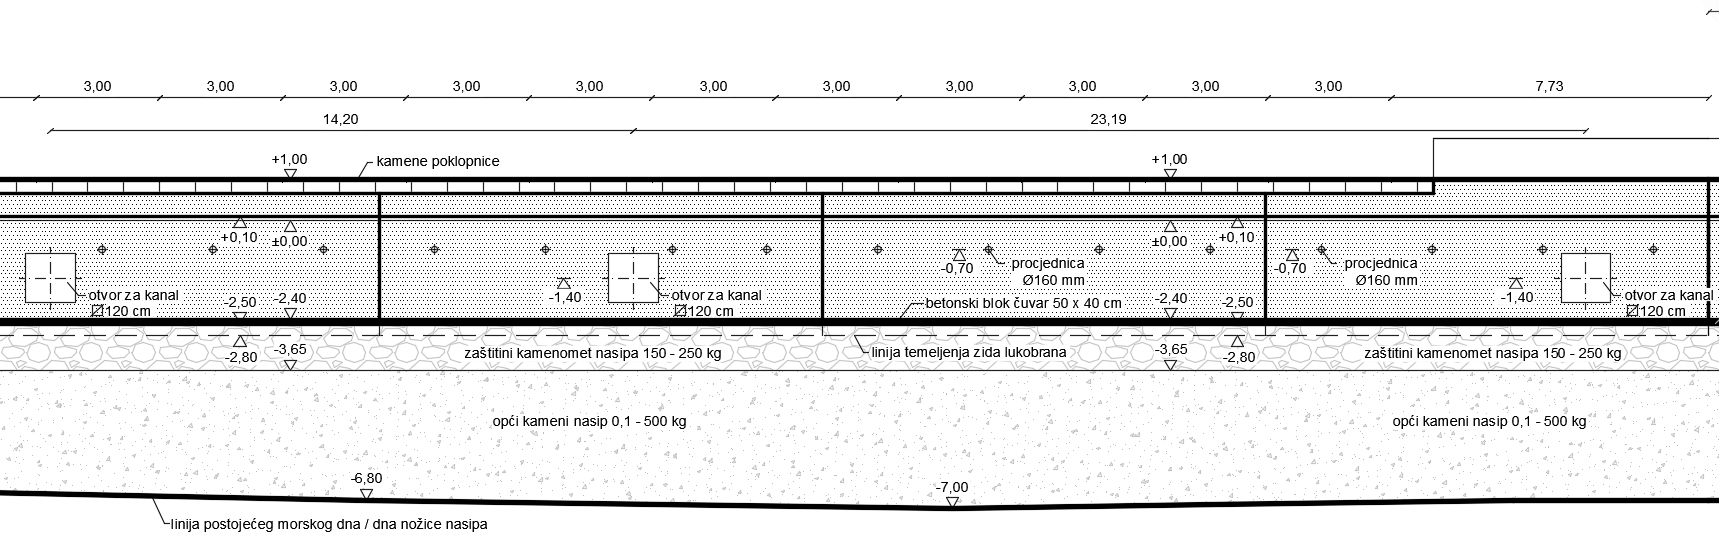 3,00 3,00 3,00 3,00 3,00 3,00 3,00 3,00 3,00 3,00 3,00 7,73
14,20 23,19
+1,00 kamene poklopnice +1,00
+0,10 ±0,00 ±0,00 +0,10
-0,70 procjednica -0,70 procjednica
Ø160 mm Ø160 mm
otvor za kanal -2,50 -2,40 -1,40 otvor za kanal betonski blok čuvar 50 x 40 cm -2,40 -2,50 -1,40 otvor za kanal
120 cm 120 cm 120 cm
-2,80 -3,65 zaštitini kamenomet nasipa 150 - 250 kg linija temeljenja zida lukobrana -3,65 -2,80 zaštitini kamenomet nasipa 150 - 250 kg
opći kameni nasip 0,1 - 500 kg opći kameni nasip 0,1 - 500 kg
-6,80 -7,00
linija postojećeg morskog dna / dna nožice nasipa